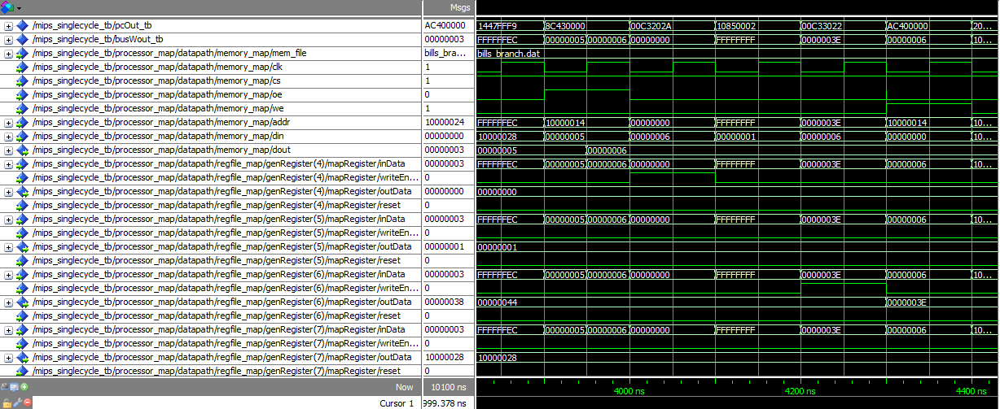 Msgs
/mips_singlecycle_tb/pcOut_tb AC400000 1447FFF9 8C430000 00C3202A 10850002 00C33022 AC400000 20...
/mips_singlecycle_tb/busWout_tb 00000003 FFFFFFEC 00000005 00000006 00000000 FFFFFFFF 0000003E 00000006 10...
/mips_singlecycle_tb/processor_map/datapath/memory_map/mem_file bills_bra... bills_branch.dat
/mips_singlecycle_tb/processor_map/datapath/memory_map/clk 1
/mips_singlecycle_tb/processor_map/datapath/memory_map/cs 1
/mips_singlecycle_tb/processor_map/datapath/memory_map/oe 0
/mips_singlecycle_tb/processor_map/datapath/memory_map/we 1
/mips_singlecycle_tb/processor_map/datapath/memory_map/addr 10000024 FFFFFFEC 10000014 00000000 FFFFFFFF 0000003E 10000014 10...
/mips_singlecycle_tb/processor_map/datapath/memory_map/din 00000000 10000028 00000005 00000006 00000001 00000006 00000000 10...
/mips_singlecycle_tb/processor_map/datapath/memory_map/dout 00000003 00000005 00000006
/mips_singlecycle_tb/processor_map/datapath/regfile_map/genRegister(4)/mapRegister/inData 00000003 FFFFFFEC 00000005 00000006 00000000 FFFFFFFF 0000003E 00000006 10...
/mips_singlecycle_tb/processor_map/datapath/regfile_map/genRegister(4)/mapRegister/writeEn... 0
/mips_singlecycle_tb/processor_map/datapath/regfile_map/genRegister(4)/mapRegister/outData 00000000 00000000
/mips_singlecycle_tb/processor_map/datapath/regfile_map/genRegister(4)/mapRegister/reset 0
/mips_singlecycle_tb/processor_map/datapath/regfile_map/genRegister(5)/mapRegister/inData 00000003 FFFFFFEC 00000005 00000006 00000000 FFFFFFFF 0000003E 00000006 10...
/mips_singlecycle_tb/processor_map/datapath/regfile_map/genRegister(5)/mapRegister/writeEn... 0
/mips_singlecycle_tb/processor_map/datapath/regfile_map/genRegister(5)/mapRegister/outData 00000001 00000001
/mips_singlecycle_tb/processor_map/datapath/regfile_map/genRegister(5)/mapRegister/reset 0
/mips_singlecycle_tb/processor_map/datapath/regfile_map/genRegister(6)/mapRegister/inData 00000003 FFFFFFEC 00000005 00000006 00000000 FFFFFFFF 0000003E 00000006 10...
/mips_singlecycle_tb/processor_map/datapath/regfile_map/genRegister(6)/mapRegister/writeEn... 0
/mips_singlecycle_tb/processor_map/datapath/regfile_map/genRegister(6)/mapRegister/outData 00000038 00000044 0000003E
/mips_singlecycle_tb/processor_map/datapath/regfile_map/genRegister(6)/mapRegister/reset 0
/mips_singlecycle_tb/processor_map/datapath/regfile_map/genRegister(7)/mapRegister/inData 00000003 FFFFFFEC 00000005 00000006 00000000 FFFFFFFF 0000003E 00000006 10...
/mips_singlecycle_tb/processor_map/datapath/regfile_map/genRegister(7)/mapRegister/writeEn... 0
/mips_singlecycle_tb/processor_map/datapath/regfile_map/genRegister(7)/mapRegister/outData 10000028 10000028
/mips_singlecycle_tb/processor_map/datapath/regfile_map/genRegister(7)/mapRegister/reset 0
Now 10100 ns 4000 ns 4200 ns 4400 ns
Cursor 1 999.378 ns